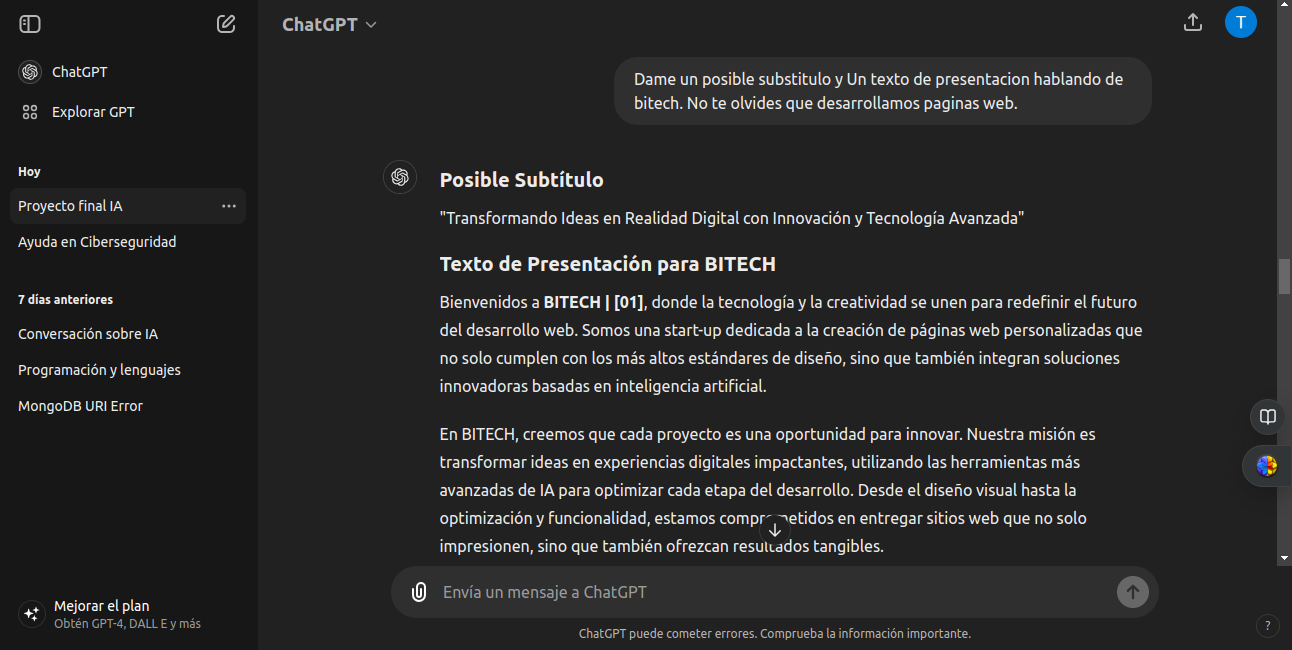 ChatGPT
Explorar GPT
Hoy
Proyecto final IA
Ayuda en Ciberseguridad
7 días anteriores
Conversación sobre IA
Programación y lenguajes
MongoDB URI Error
Mejorar el plan
Obtén GPT-4, DALL E y más
ChatGPT
T
Dame un posible substitulo y Un texto de presentacion hablando de
bitech. No te olvides que desarrollamos paginas web.
Posible Subtítulo
"Transformando Ideas en Realidad Digital con Innovación y Tecnología Avanzada"
Texto de Presentación para BITECH
Bienvenidos a BITECH | [01], donde la tecnología y la creatividad se unen para redefinir el futuro
del desarrollo web. Somos una start-up dedicada a la creación de páginas web personalizadas que
no solo cumplen con los más altos estándares de diseño, sino que también integran soluciones
innovadoras basadas en inteligencia artificial.
En BITECH, creemos que cada proyecto es una oportunidad para innovar. Nuestra misión es
transformar ideas en experiencias digitales impactantes, utilizando las herramientas más
avanzadas de IA para optimizar cada etapa del desarrollo. Desde el diseño visual hasta la
optimización y funcionalidad, estamos comprometidos en entregar sitios web que no solo
impresionen, sino que también ofrezcan resultados tangibles.
Envía un mensaje a ChatGPT
ChatGPT puede cometer errores. Comprueba la información importante.
?